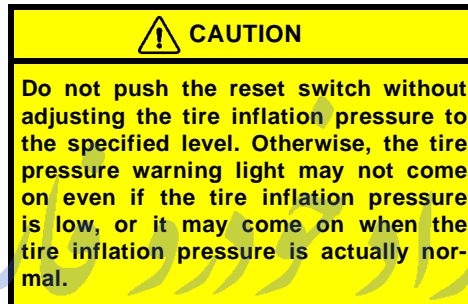 CAUTION
Do not push the reset switch without
adjusting the tire inflation pressure to
the specified level. Otherwise, the tire
pressure warning light may not come
on even if the tire inflation pressure
is low, or it may come on when the
tire inflation pressure is actually nor-
mal.